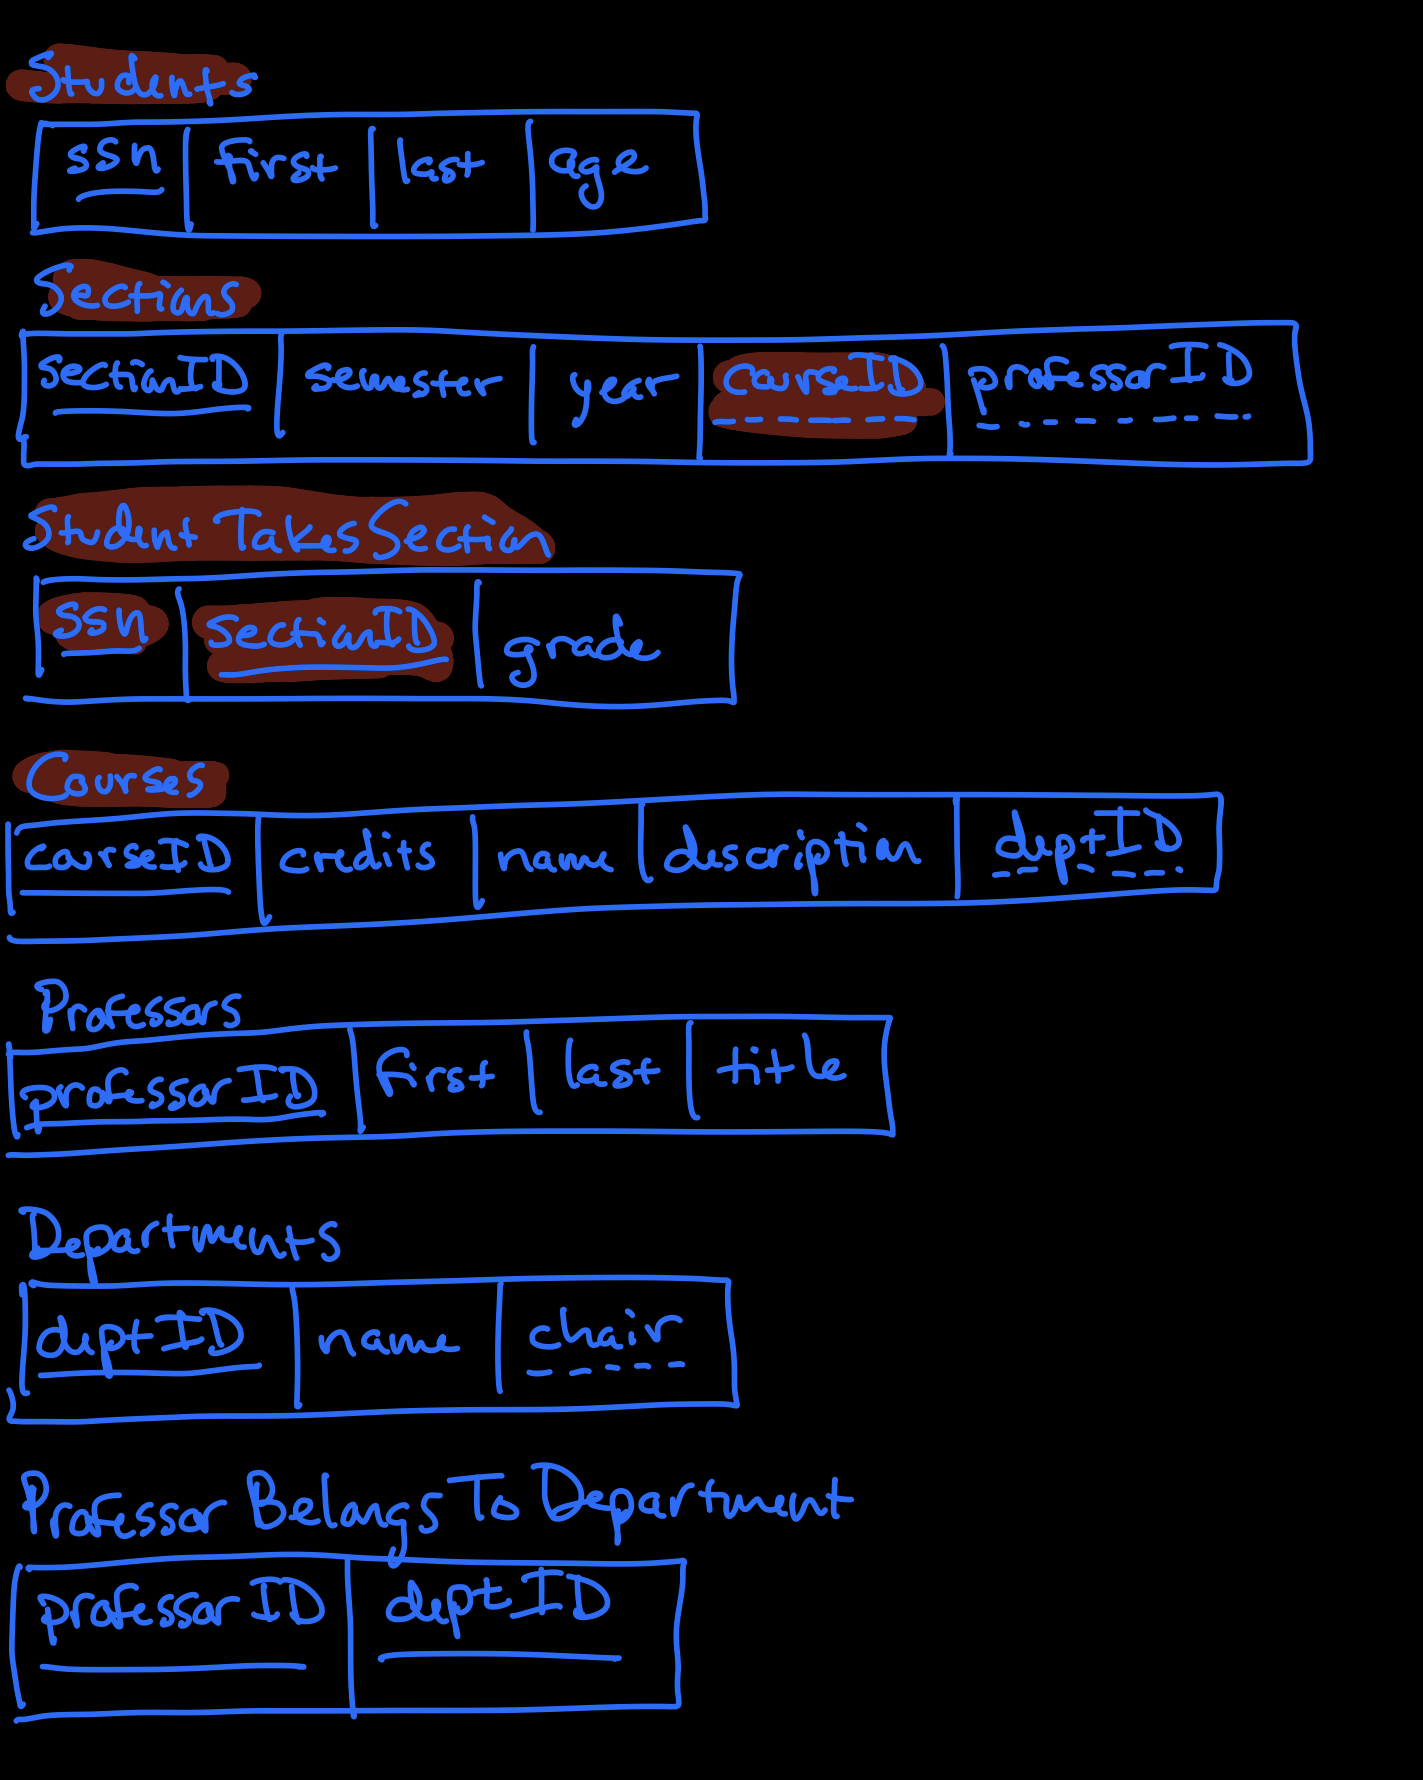 Students
ssn first last age
Sections
sectionID semester year courseID professorID
Student Takes Section
ssn sectionID grade
Courses
courseID credits name description deptID
Professors
professorID first last title
Departments
deptID name chair
Professor Belongs To Department
professorID deptID